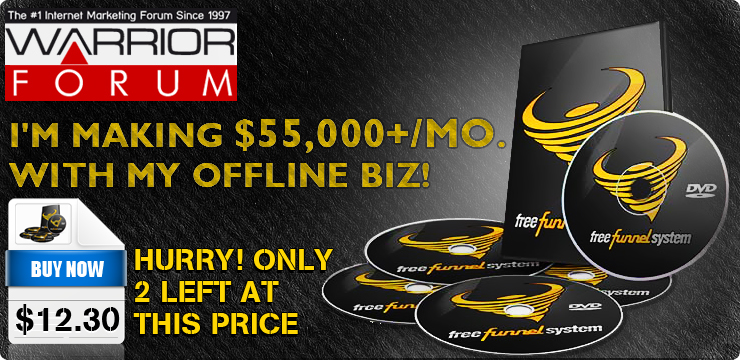 The #1 Internet Marketing Forum Since 1997
WARRIOR
FORUM
I'M MAKING $55,000+/MO.
WITH MY OFFLINE BIZ!
BUY NOW
$12.30
HURRY! ONLY
2 LEFT AT
THIS PRICE
free funnel system
DVD
free funnel system
free funnel system
DVD
free funnel system